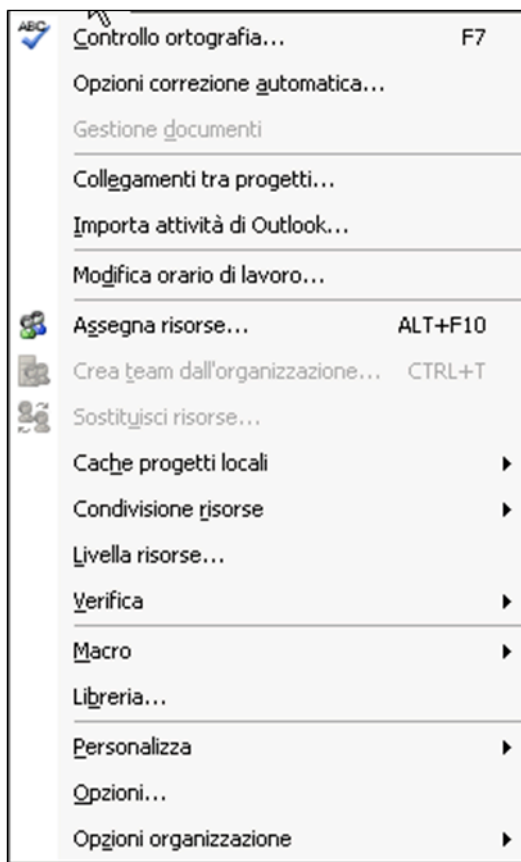 ABC
Controllo ortografia... F7
Opzioni correzione automatica...
Gestione documenti
Collegamenti tra progetti...
Importa attività di Outlook...
Modifica orario di lavoro...
Assegna risorse... ALT+F10
Crea team dall'organizzazione... CTRL+T
Sostituisci risorse...
Cache progetti locali
Condivisione risorse
Livella risorse...
Verifica
Macro
Libreria...
Personalizza
Opzioni...
Opzioni organizzazione